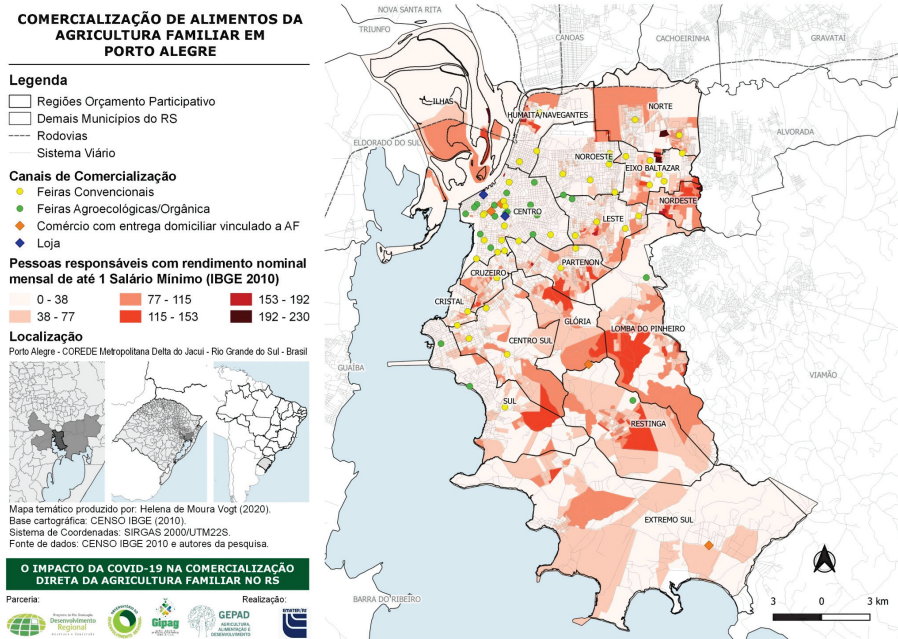 COMERCIALIZAÇÃO DE ALIMENTOS DA
AGRICULTURA FAMILIAR EM
PORTO ALEGRE
Legenda
Regiões Orçamento Participativo
Demais Municípios do RS
Rodovias
Sistema Viário
Canais de Comercialização
Feiras Convencionais
Feiras Agroecológicas/Orgânica
Comércio com entrega domiciliar vinculado a AF
Loja
Pessoas responsáveis com rendimento nominal
mensal de até 1 Salário Mínimo (IBGE 2010)
0 - 38
77 - 115
153 - 192
38 - 77
115 - 153
192 - 230
Localização
Porto Alegre - COREDE Metropolitana Delta do Jacui - Rio Grande do Sul - Brasil
Mapa temático produzido por: Helena de Moura Vogt (2020).
Base cartográfica: CENSO IBGE (2010).
Sistema de Coordenadas: SIRGAS 2000/UTM22S.
Fonte de dados: CENSO IBGE 2010 e autores da pesquisa.
O IMPACTO DA COVID-19 NA COMERCIALIZAÇÃO
DIRETA DA AGRICULTURA FAMILIAR NO RS
Parceria:
Realização:
Desenvolvimento
Regional
Gipag
GEPAD
AGRICULTURA
ALIMENTAÇÃO E
DESENVOLVIMENTO
EMATER/RS
NOVA SANTA RITA
TRIUNFO
CANOAS
CACHOEIRINHA
GRAVATAÍ
ILHAS
HUMAITÁ/NAVEGANTES
NORTE
ELDORADO DO SUL
ALVORADA
NOROESTE
EIXO BALTAZAR
NORDESTE
CENTRO
LESTE
PARTENON
CRUZEIRO
CRISTAL
GLÓRIA
LOMBA DO PINHEIRO
CENTRO SUL
GUAÍBA
VIAMÃO
SUL
RESTINGA
EXTREMO SUL
BARRA DO RIBEIRO
3 0 3 km